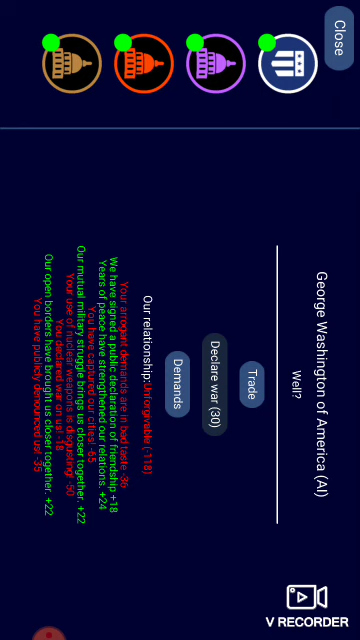 Close
George Washington of America (AI)
Well?
Trade
Declare war (30)
Demands
Our relationship: Unforgivable (-118)
Your arrogant demands are in bad taste -36
We have signed a public declaration of friendship +18
Years of peace have strengthened our relations. +24
You have captured our cities! -65
Our mutual military struggle brings us closer together. +22
Your use of nuclear weapons is disgusting! -50
You declared war on us! -18
Our open borders have brought us closer together. +22
You have publicly denounced us! -35
V RECORDER